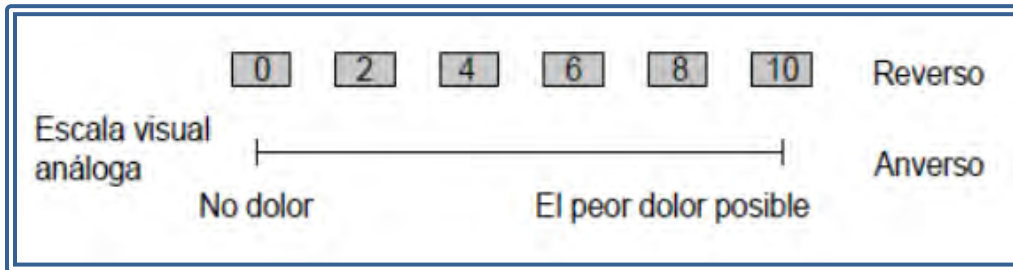 0 2 4 6 8 10 Reverso
Escala visual
análoga
Anverso
No dolor El peor dolor posible